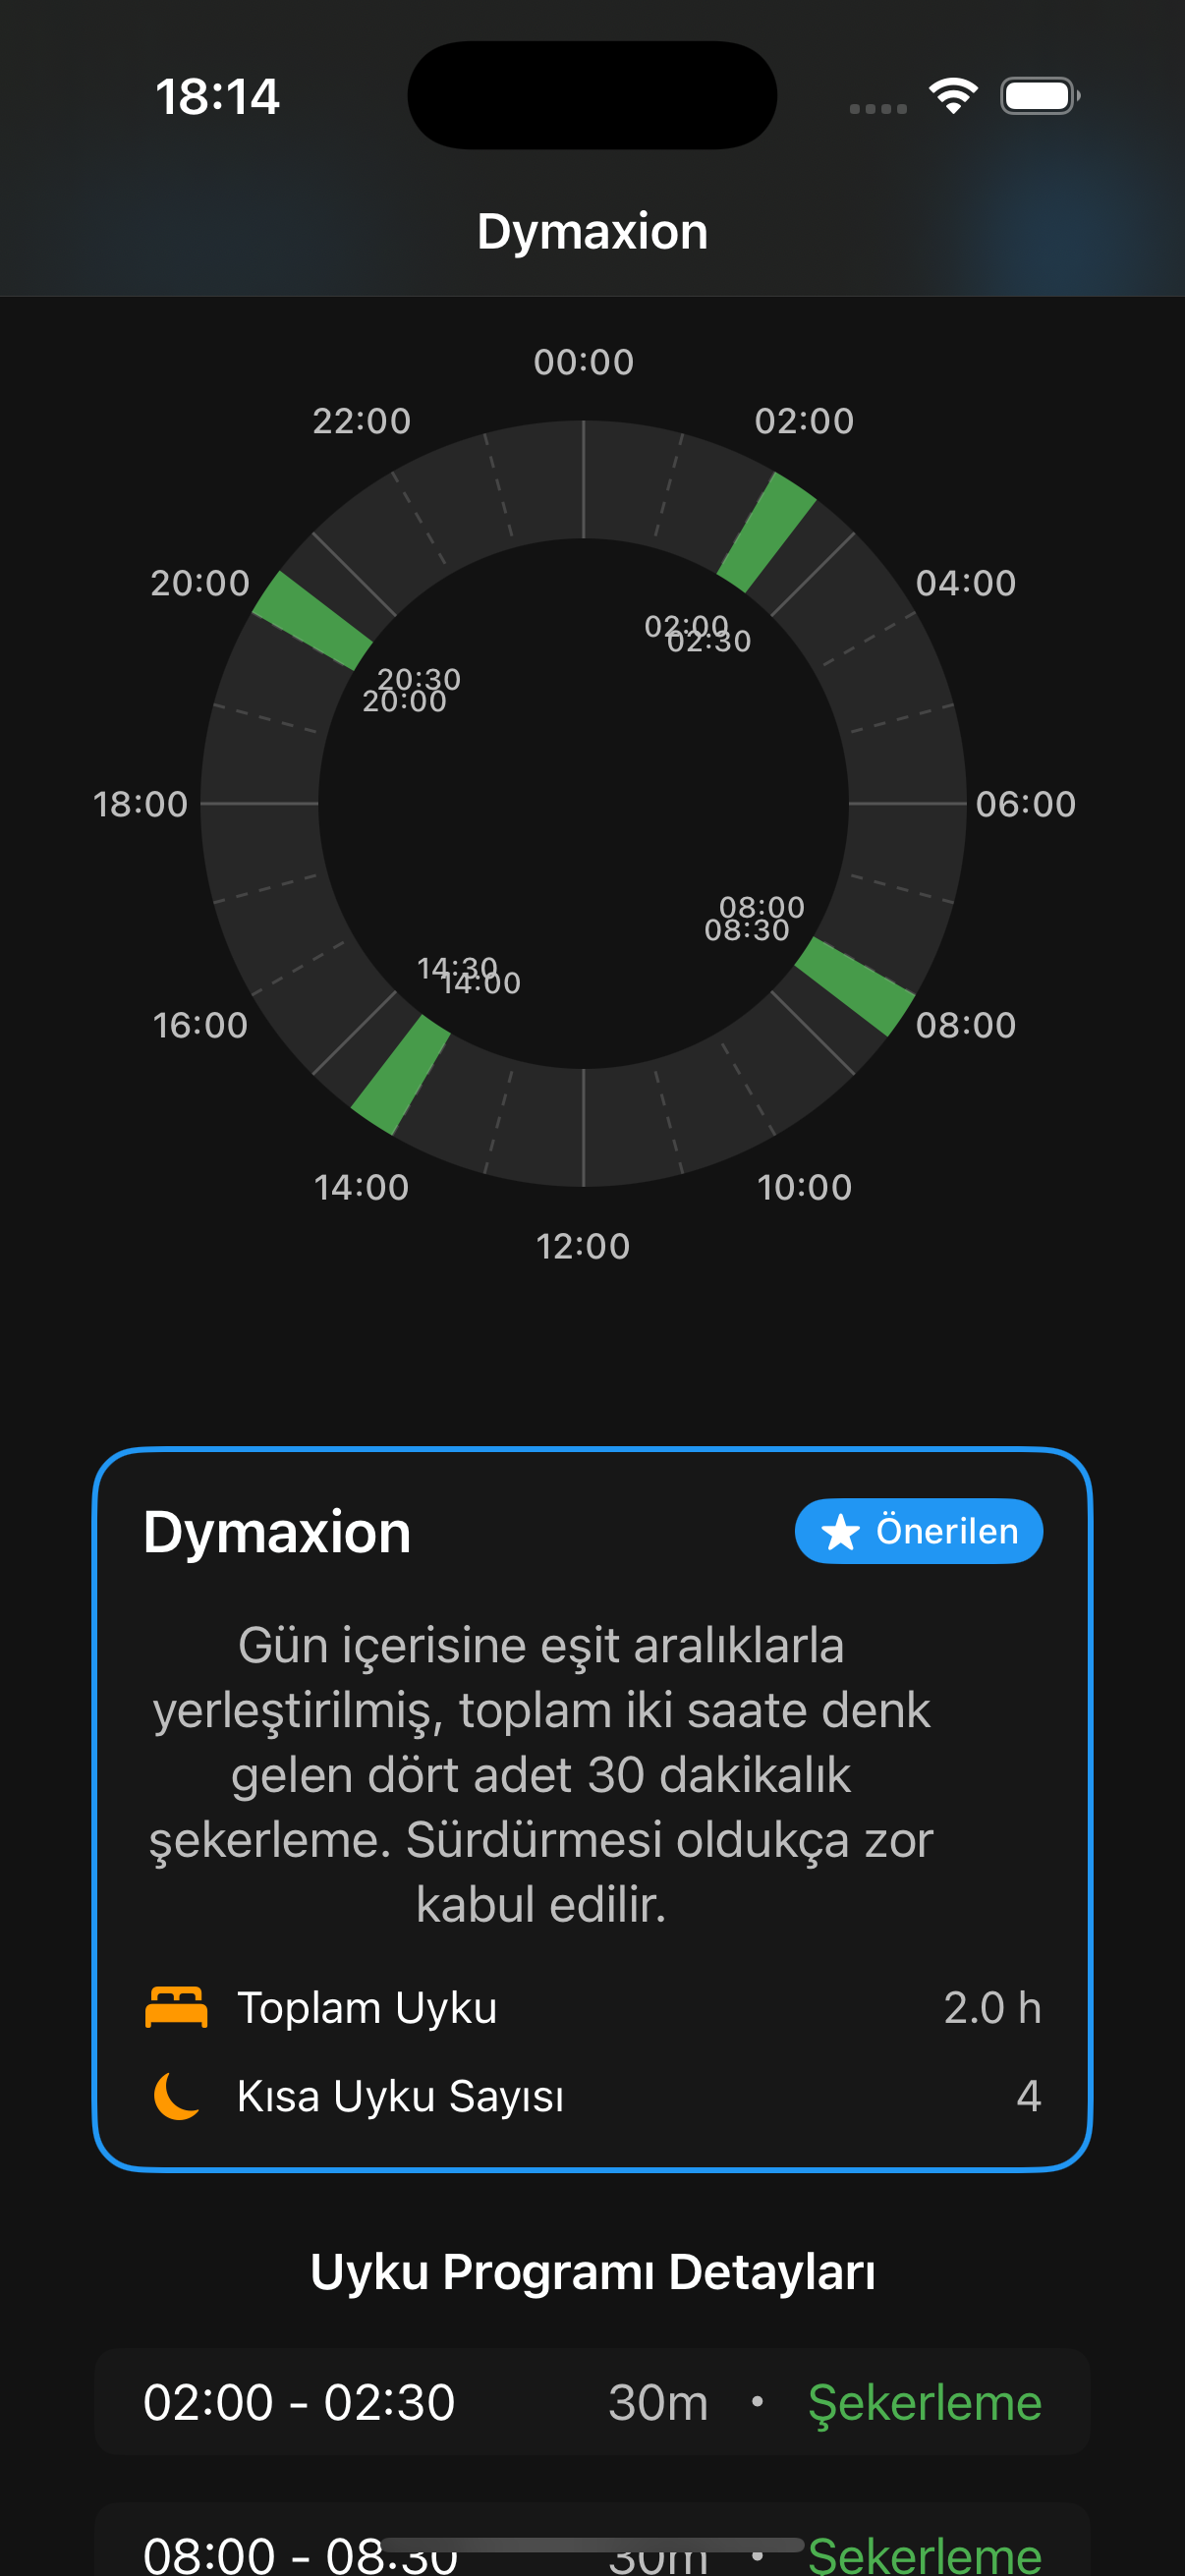 18:14
Dymaxion
00:00
22:00
02:00
20:00
04:00
02:00
02:30
20:30
20:00
18:00
06:00
08:00
08:30
14:30
14:00
16:00
08:00
14:00
10:00
12:00
Dymaxion
Önerilen
Gün içerisine eşit aralıklarla
yerleştirilmiş, toplam iki saate denk
gelen dört adet 30 dakikalık
şekerleme. Sürdürmesi oldukça zor
kabul edilir.
Toplam Uyku 2.0 h
Kısa Uyku Sayısı 4
Uyku Programı Detayları
02:00 - 02:30 30m • Şekerleme
08:00 - 08:30 30m • Şekerleme